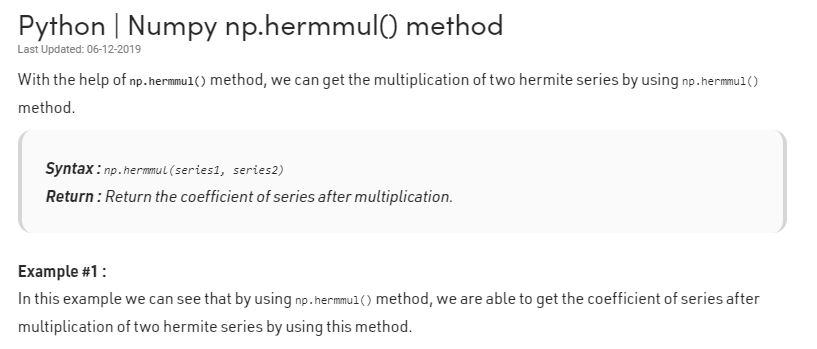 Python | Numpy np.hermmul() method
Last Updated: 06-12-2019
With the help of np.hermmul() method, we can get the multiplication of two hermite series by using np.hermmul()
method.
Syntax : np.hermmul(series1, series2)
Return : Return the coefficient of series after multiplication.
Example #1 :
In this example we can see that by using np.hermmul() method, we are able to get the coefficient of series after
multiplication of two hermite series by using this method.